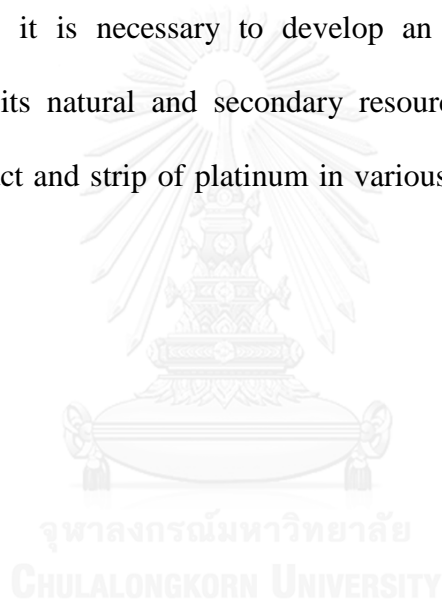 it is necessary to develop an
its natural and secondary resour
ct and strip of platinum in various
จุฬาลงกรณ์มหาวิทยาลัย
CHULALONGKORN UNIVERSITY